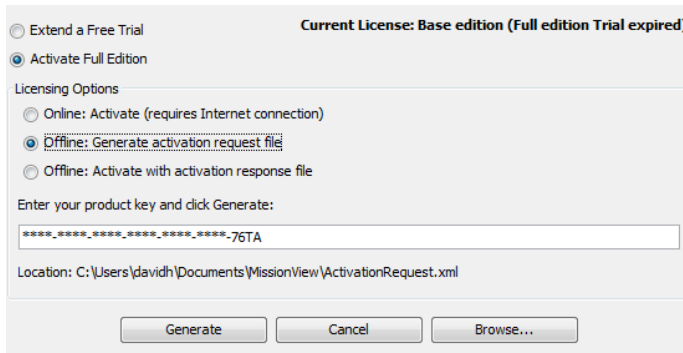 Extend a Free Trial
Current License: Base edition (Full edition Trial expired)
Activate Full Edition
Licensing Options
Online: Activate (requires Internet connection)
Offline: Generate activation request file
Offline: Activate with activation response file
Enter your product key and click Generate:
****-****-****-****-****-****-76TA
Location: C:\Users\davidh\Documents\MissionView\ActivationRequest.xml
Generate Cancel Browse...